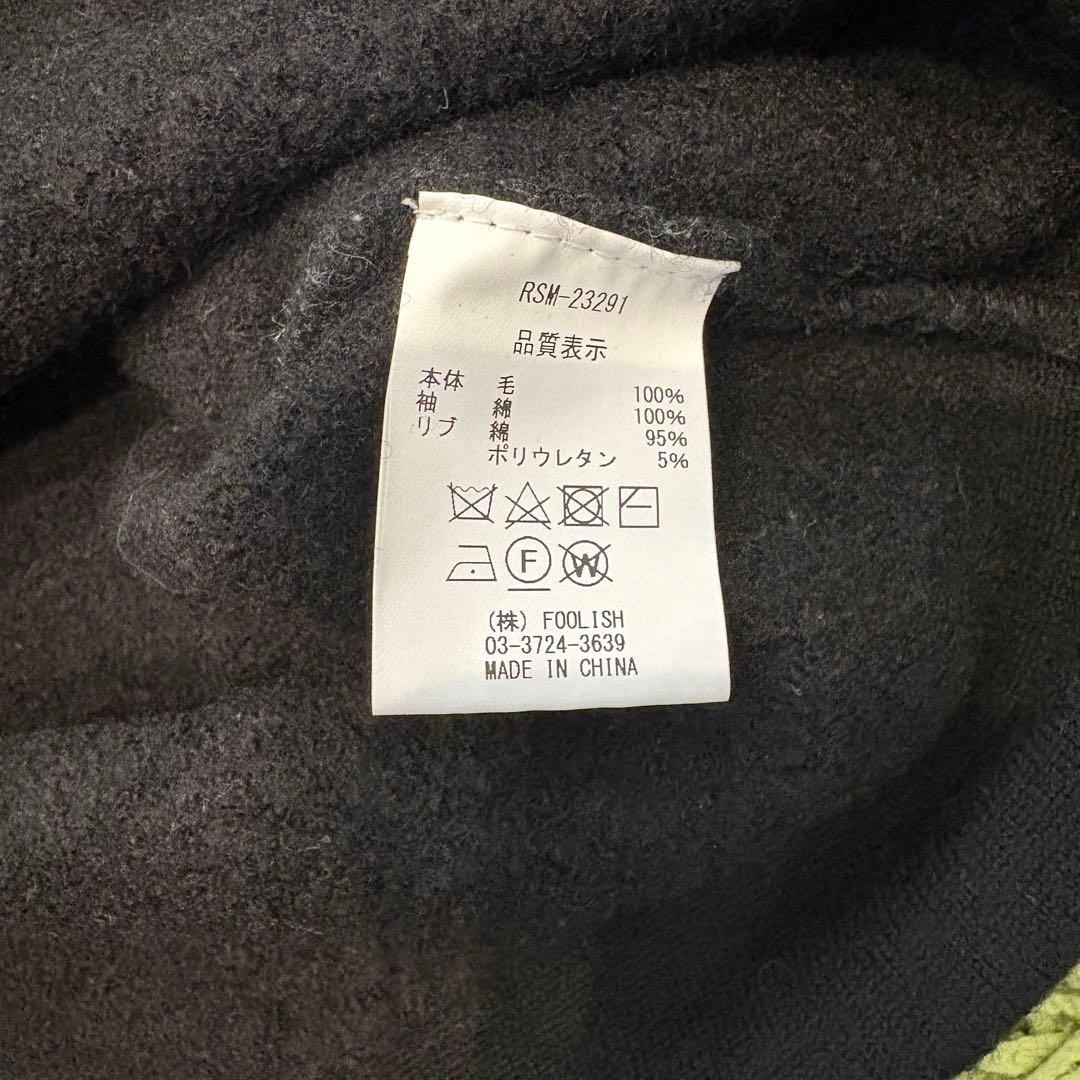 RSM-23291
品質表示
本体 毛 100%
袖 綿 100%
リブ 綿 95%
ポリウレタン 5%
F W
(株) FOOLISH
03-3724-3639
MADE IN CHINA